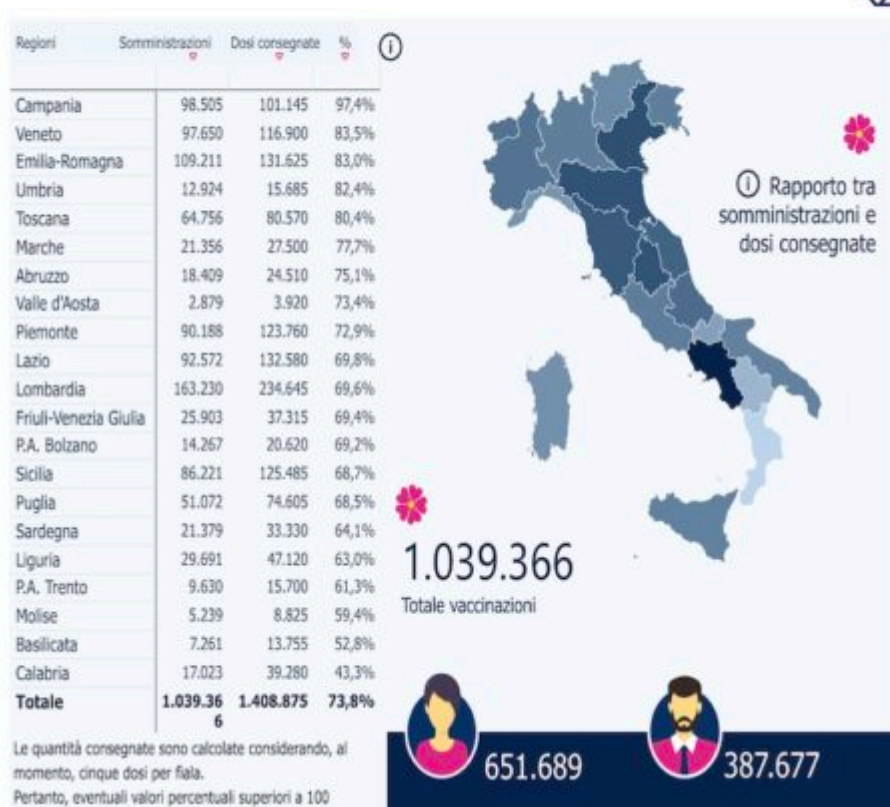 Regioni Somministrazioni Dosi consegnate %
Campania 98.505 101.145 97,4%
Veneto 97.650 116.900 83,5%
Emilia-Romagna 109.211 131.625 83,0%
Umbria 12.924 15.685 82,4%
Toscana 64.756 80.570 80,4%
Marche 21.356 27.500 77,7%
Abruzzo 18.409 24.510 75,1%
Valle d'Aosta 2.879 3.920 73,4%
Piemonte 90.188 123.760 72,9%
Lazio 92.572 132.580 69,8%
Lombardia 163.230 234.645 69,6%
Friuli-Venezia Giulia 25.903 37.315 69,4%
P.A. Bolzano 14.267 20.620 69,2%
Sicilia 86.221 125.485 68,7%
Puglia 51.072 74.605 68,5%
Sardegna 21.379 33.330 64,1%
Liguria 29.691 47.120 63,0%
P.A. Trento 9.630 15.700 61,3%
Molise 5.239 8.825 59,4%
Basilicata 7.261 13.755 52,8%
Calabria 17.023 39.280 43,3%
Totale 1.039.36 1.408.875 73,8%
6
Le quantità consegnate sono calcolate considerando, al
momento, cinque dosi per fiala.
Pertanto, eventuali valori percentuali superiori a 100
i
i Rapporto tra
somministrazioni e
dosi consegnate
1.039.366
Totale vaccinazioni
651.689
387.677